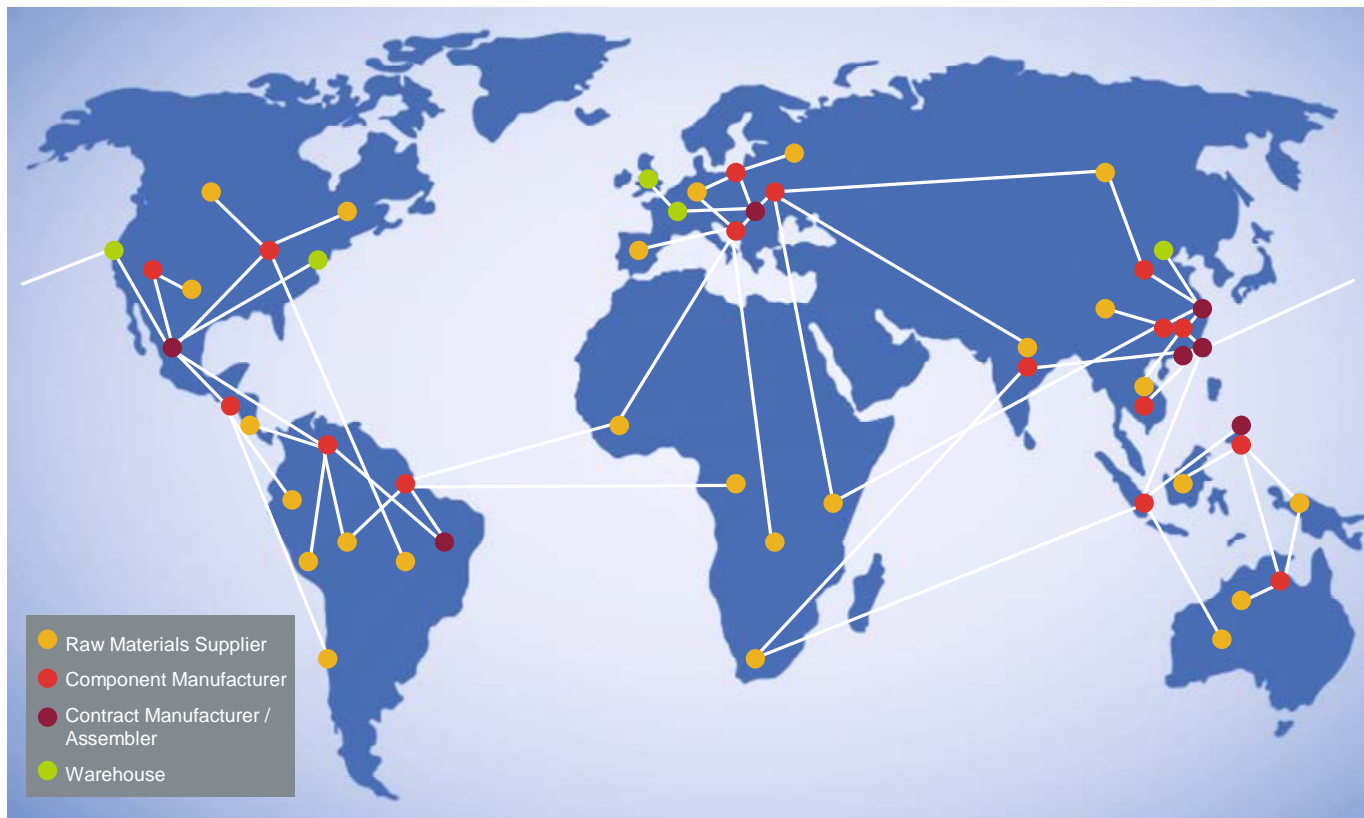 Raw Materials Supplier
Component Manufacturer
Contract Manufacturer /
Assembler
Warehouse